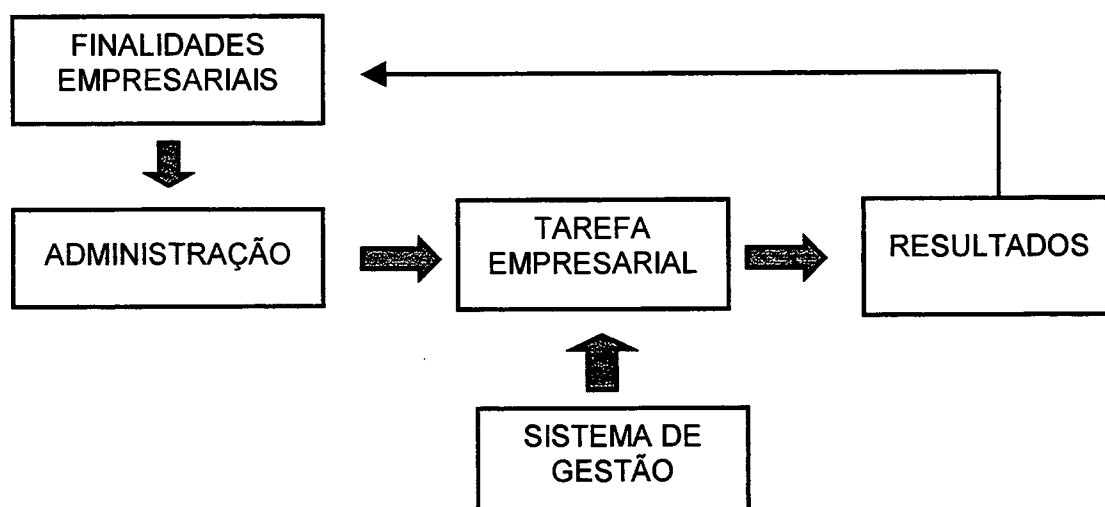 FINALIDADES
EMPRESARIAIS
ADMINISTRAÇÃO
TAREFA
EMPRESARIAL
RESULTADOS
SISTEMA DE
GESTÃO